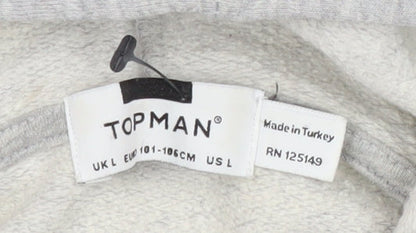 TOPMAN®
UK L EUR 101-106CM US L
Made in Turkey
RN 125149